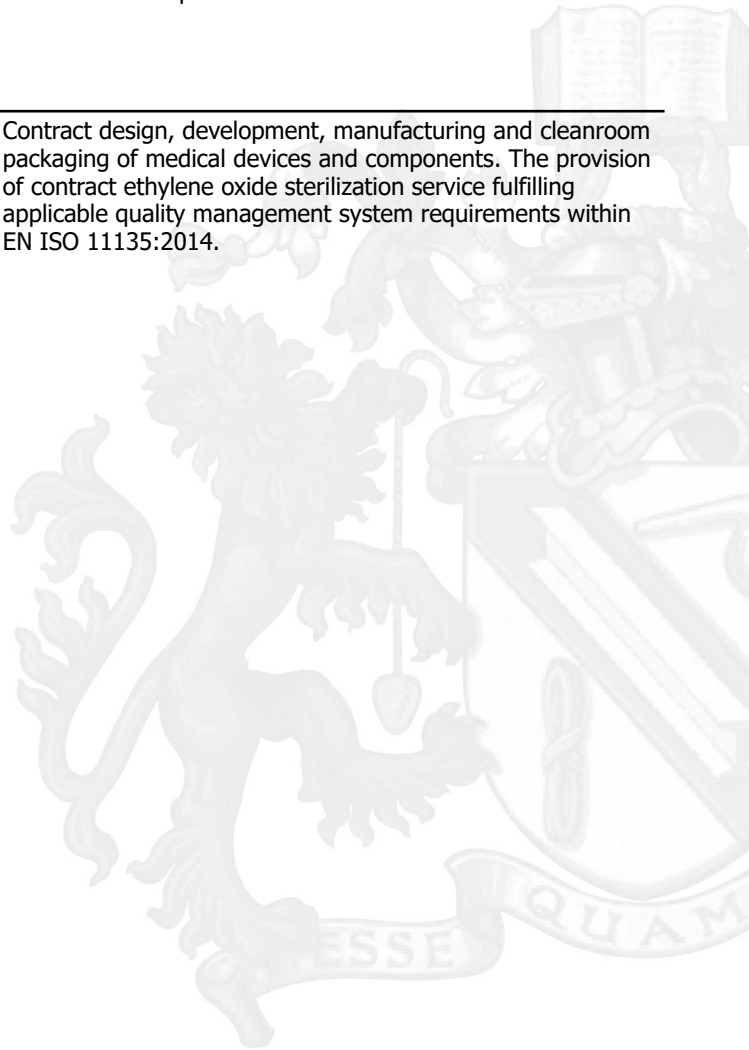 Contract design, development, manufacturing and cleanroom
packaging of medical devices and components. The provision
of contract ethylene oxide sterilization service fulfilling
applicable quality management system requirements within
EN ISO 11135:2014.
ESSE QUAM